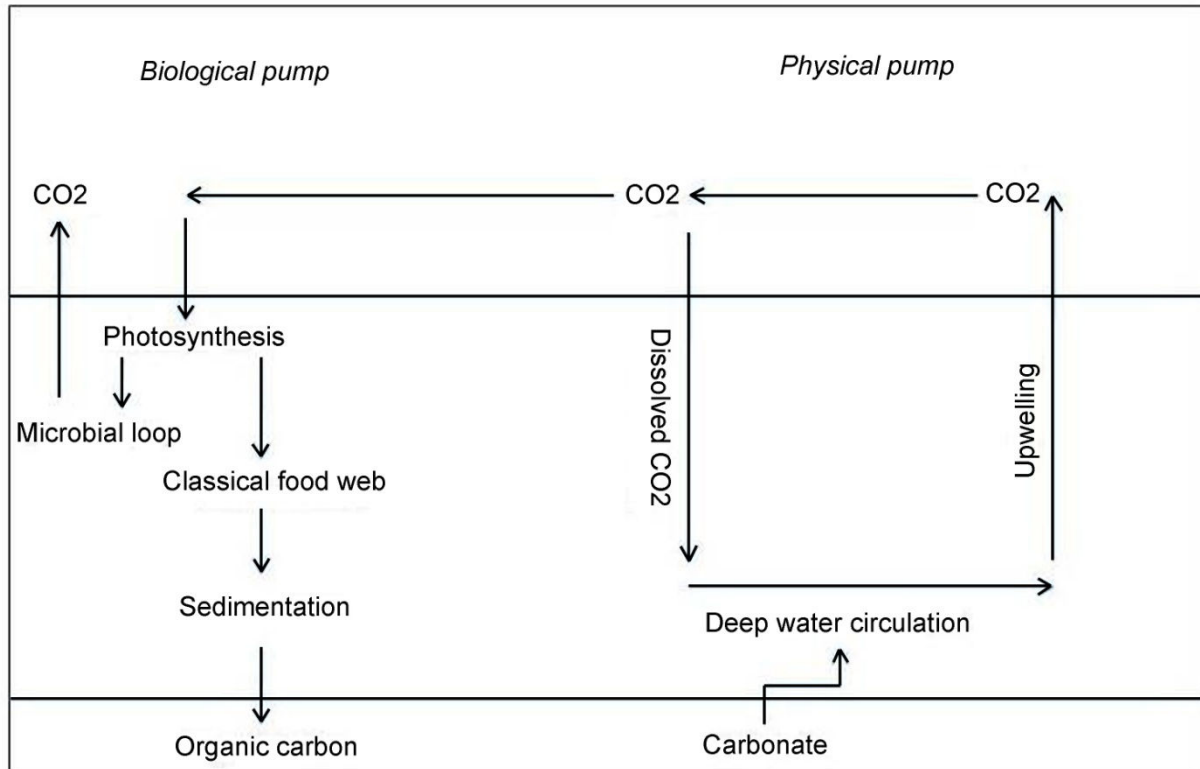 Biological pump
Physical pump
CO2
CO2
CO2
Photosynthesis
Microbial loop
Classical food web
Sedimentation
Organic carbon
Dissolved CO2
Upwelling
Deep water circulation
Carbonate